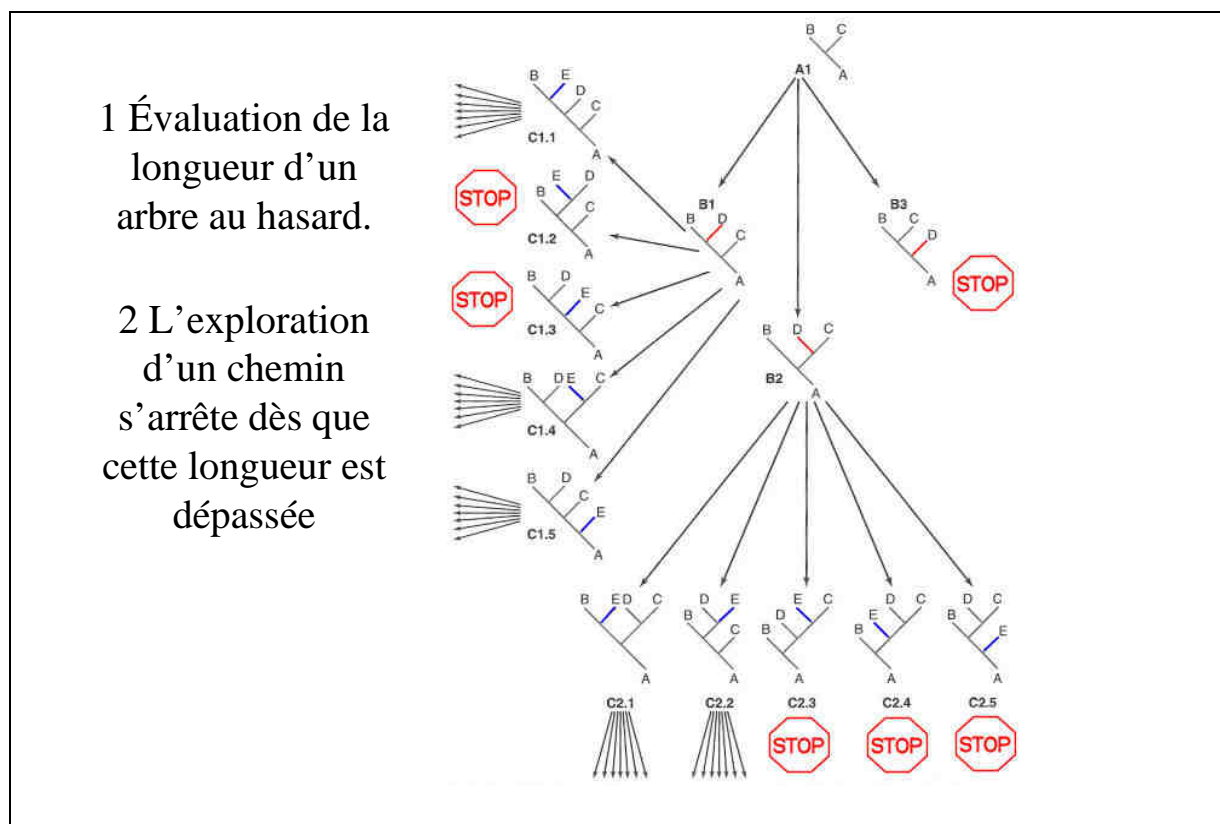 1 Évaluation de la
longueur d’un
arbre au hasard.
2 L’exploration
d’un chemin
s’arrête dès que
cette longueur est
dépassée
B C
A1 A
B E D C
C1.1 A
STOP
E D
B C
C1.2 A
STOP
B D
E C
C1.3 A
B D E C
C1.4 A
B D
C E
C1.5 A
B1
B D C
A
B3
B C D
A
STOP
B D C
B2 A
B E D C
A
C2.1
D E
B C
A
C2.2
E C
D
B
A
C2.3
STOP
D C
E
B
A
C2.4
STOP
D C
B E
A
C2.5
STOP